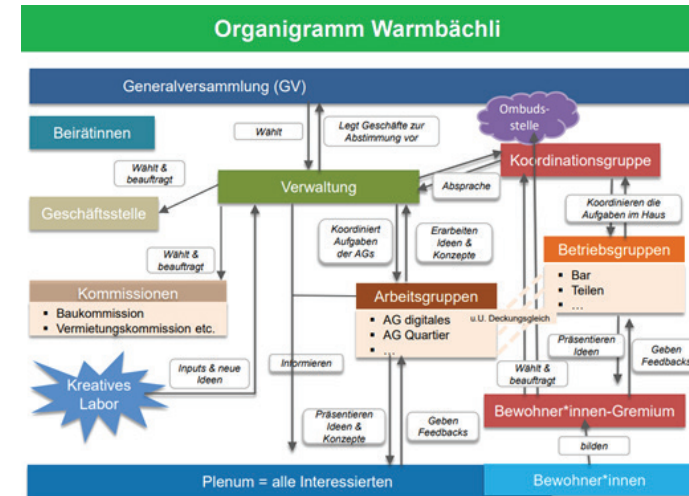 Organigramm Warmbächli
Generalversammlung (GV)
Beirätinnen
Wählt
Legt Geschäfte zur
Abstimmung vor
Ombuds-
stelle
Koordinationsgruppe
Wählt &
beauftragt
Verwaltung
Absprache
Geschäftsstelle
Koordinieren die
Aufgaben im Haus
Koordiniert
Aufgaben
der AGs
Erarbeiten
Ideen &
Konzepte
Wählt &
beauftragt
Betriebsgruppen
▪ Bar
▪ Teilen
▪ ...
Kommissionen
▪ Baukommission
▪ Vermietungskommission etc.
Arbeitsgruppen
▪ AG digitales
▪ AG Quartier
▪ ...
u.U. Deckungsgleich
Präsentieren
Ideen
Geben
Feedbacks
Kreatives
Labor
Inputs & neue
Ideen
Informieren
Wählt &
beauftragt
Bewohner*innen-Gremium
Präsentieren
Ideen &
Konzepte
Geben
Feedbacks
bilden
Plenum = alle Interessierten
Bewohner*innen